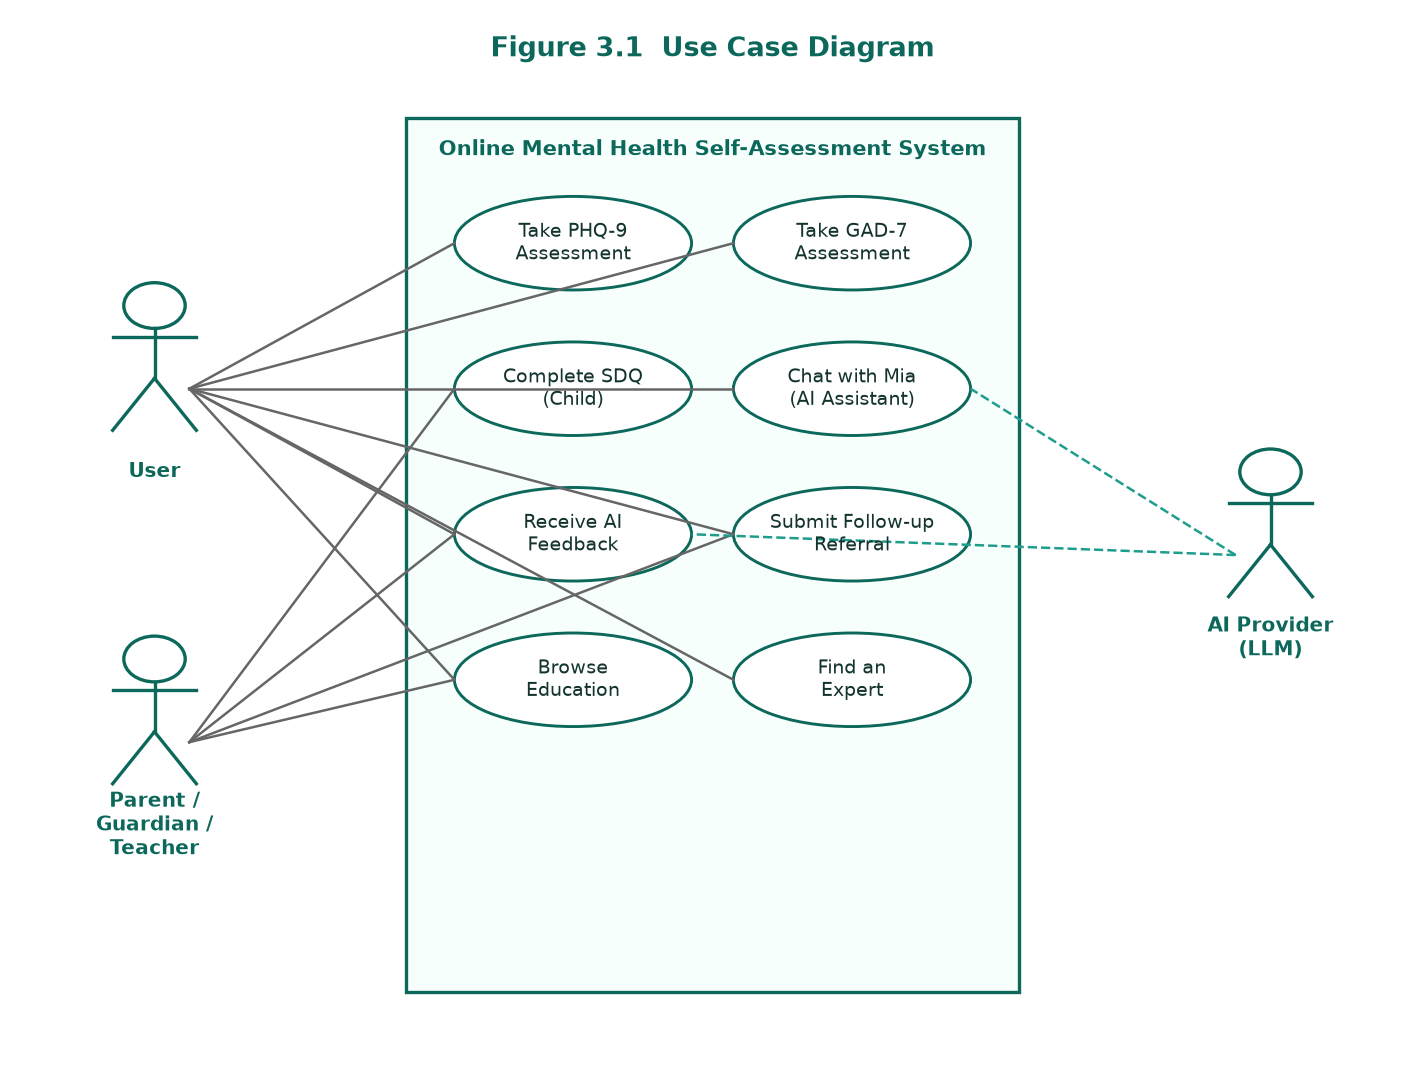 Figure 3.1  Use Case Diagram
Online Mental Health Self-Assessment System
Take PHQ-9
Assessment
Take GAD-7
Assessment
Complete SDQ
(Child)
Chat with Mia
(AI Assistant)
User
Receive AI
Feedback
Submit Follow-up
Referral
AI Provider
(LLM)
Browse
Education
Find an
Expert
Parent /
Guardian /
Teacher